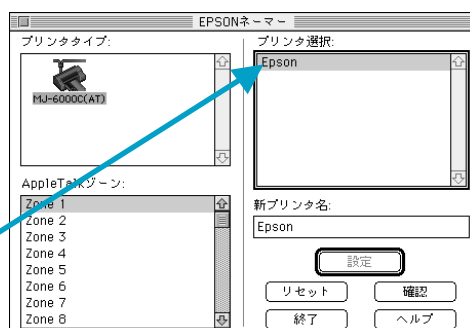 EPSONネーマー
プリンタタイプ:
MJ-6000C(AT)
AppleTalkゾーン:
Zone 1
Zone 2
Zone 3
Zone 4
Zone 5
Zone 6
Zone 7
Zone 8
プリンタ選択:
Epson
新プリンタ名:
Epson
設定
リセット
確認
終了
ヘルプ